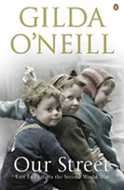 GILDA
O'NEILL
Our Street
East End Life in the Second World War